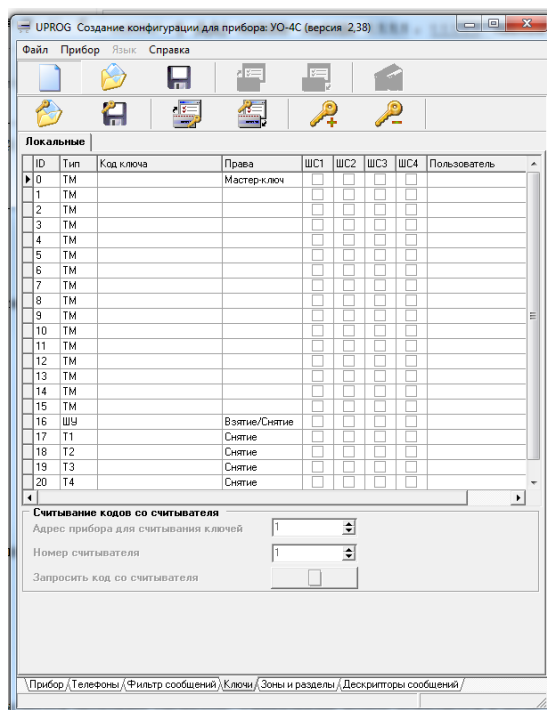 UPROG Создание конфигурации для прибора: УО-4С (версия 2,38)
Файл Прибор Язык Справка
Локальные
ID Тип Код ключа Права ШС1 ШС2 ШС3 ШС4 Пользователь
0 ТМ Мастер-ключ
1 ТМ
2 ТМ
3 ТМ
4 ТМ
5 ТМ
6 ТМ
7 ТМ
8 ТМ
9 ТМ
10 ТМ
11 ТМ
12 ТМ
13 ТМ
14 ТМ
15 ТМ
16 ШУ Взятие/Снятие
17 Т1 Снятие
18 Т2 Снятие
19 Т3 Снятие
20 Т4 Снятие
Считывание кодов со считывателя
Адрес прибора для считывания ключей 1
Номер считывателя 1
Запросить код со считывателя
Прибор Телефоны Фильтр сообщений Ключи Зоны и разделы Дескрипторы сообщений